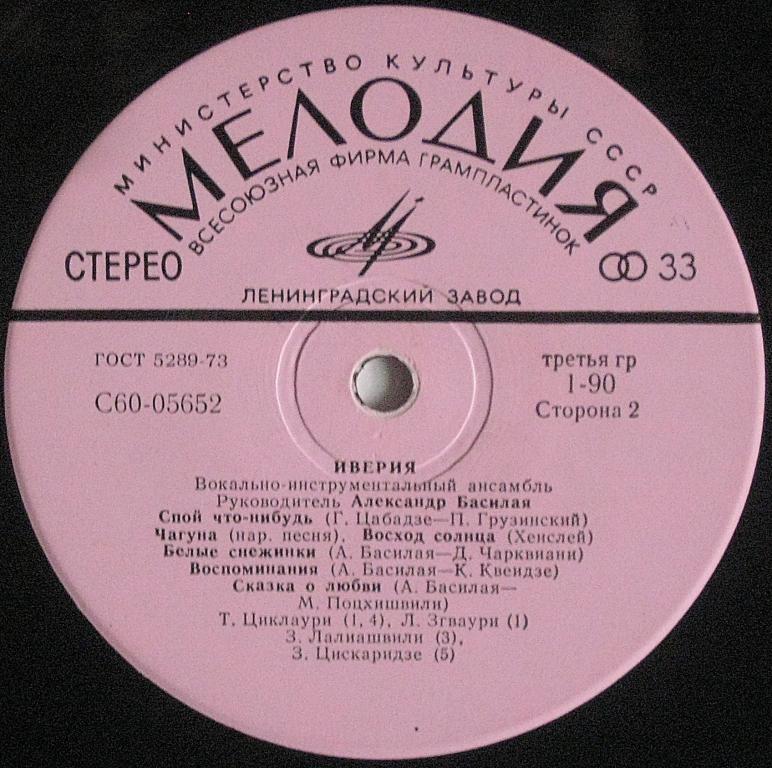 МИНИСТЕРСТВО КУЛЬТУРЫ СССР
МЕЛОДИЯ
ВСЕСОЮЗНАЯ ФИРМА ГРАМПЛАСТИНОК
СТЕРЕО
33
ЛЕНИНГРАДСКИЙ ЗАВОД
ГОСТ 5289-73
третья гр
С60-05652
1-90
Сторона 2
ИВЕРИЯ
Вокально-инструментальный ансамбль
Руководитель Александр Басилая
Спой что-нибудь (Г. Цабадзе—П. Грузинский)
Чагуна (нар. песня). Восход солнца (Хенслей)
Белые снежинки (А. Басилая—Д. Чарквиани)
Воспоминания (А. Басилая—К. Квеидзе)
Сказка о любви (А. Басилая—
М. Поцхишвили)
Т. Циклаури (1, 4), Л. Згваури (1)
З. Лалиашвили (3),
З. Цискаридзе (5)